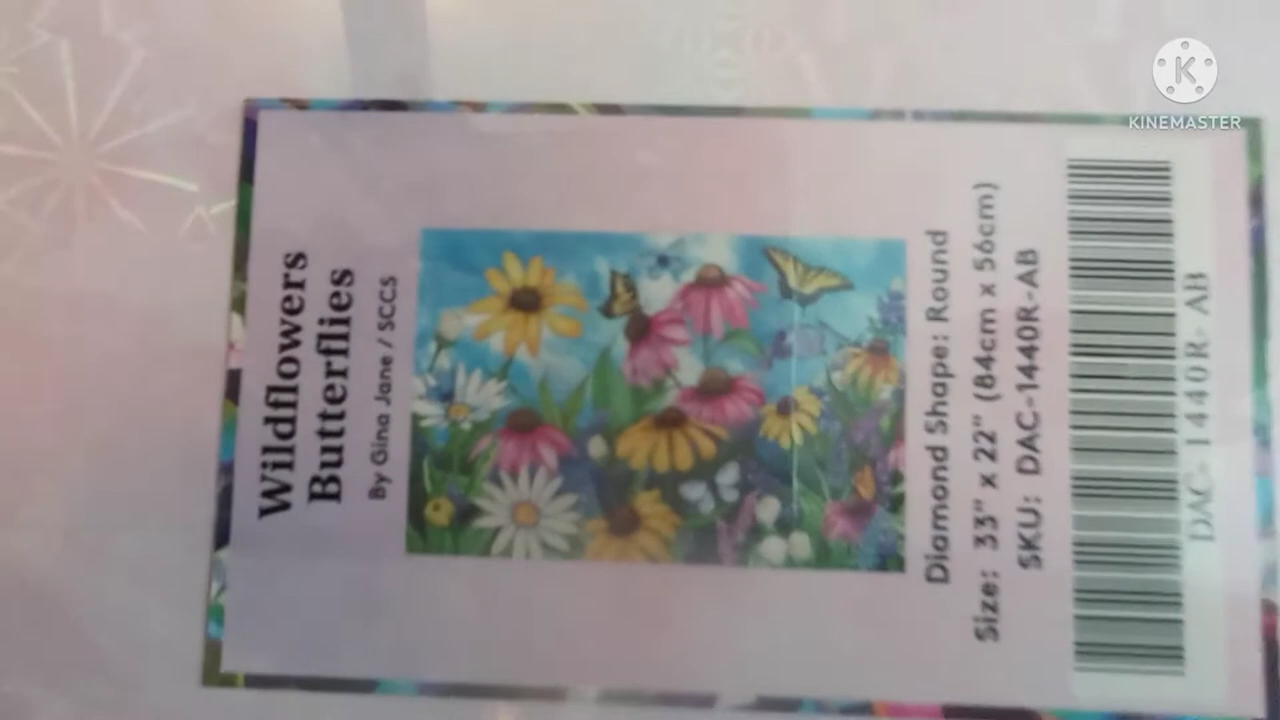 Wildflowers
Butterflies
By Gina Jane / SCCS
Diamond Shape: Round
Size: 33" x 22" (84cm x 56cm)
SKU: DAC-1440R-AB
DAC- 1440R- AB
KINEMASTER